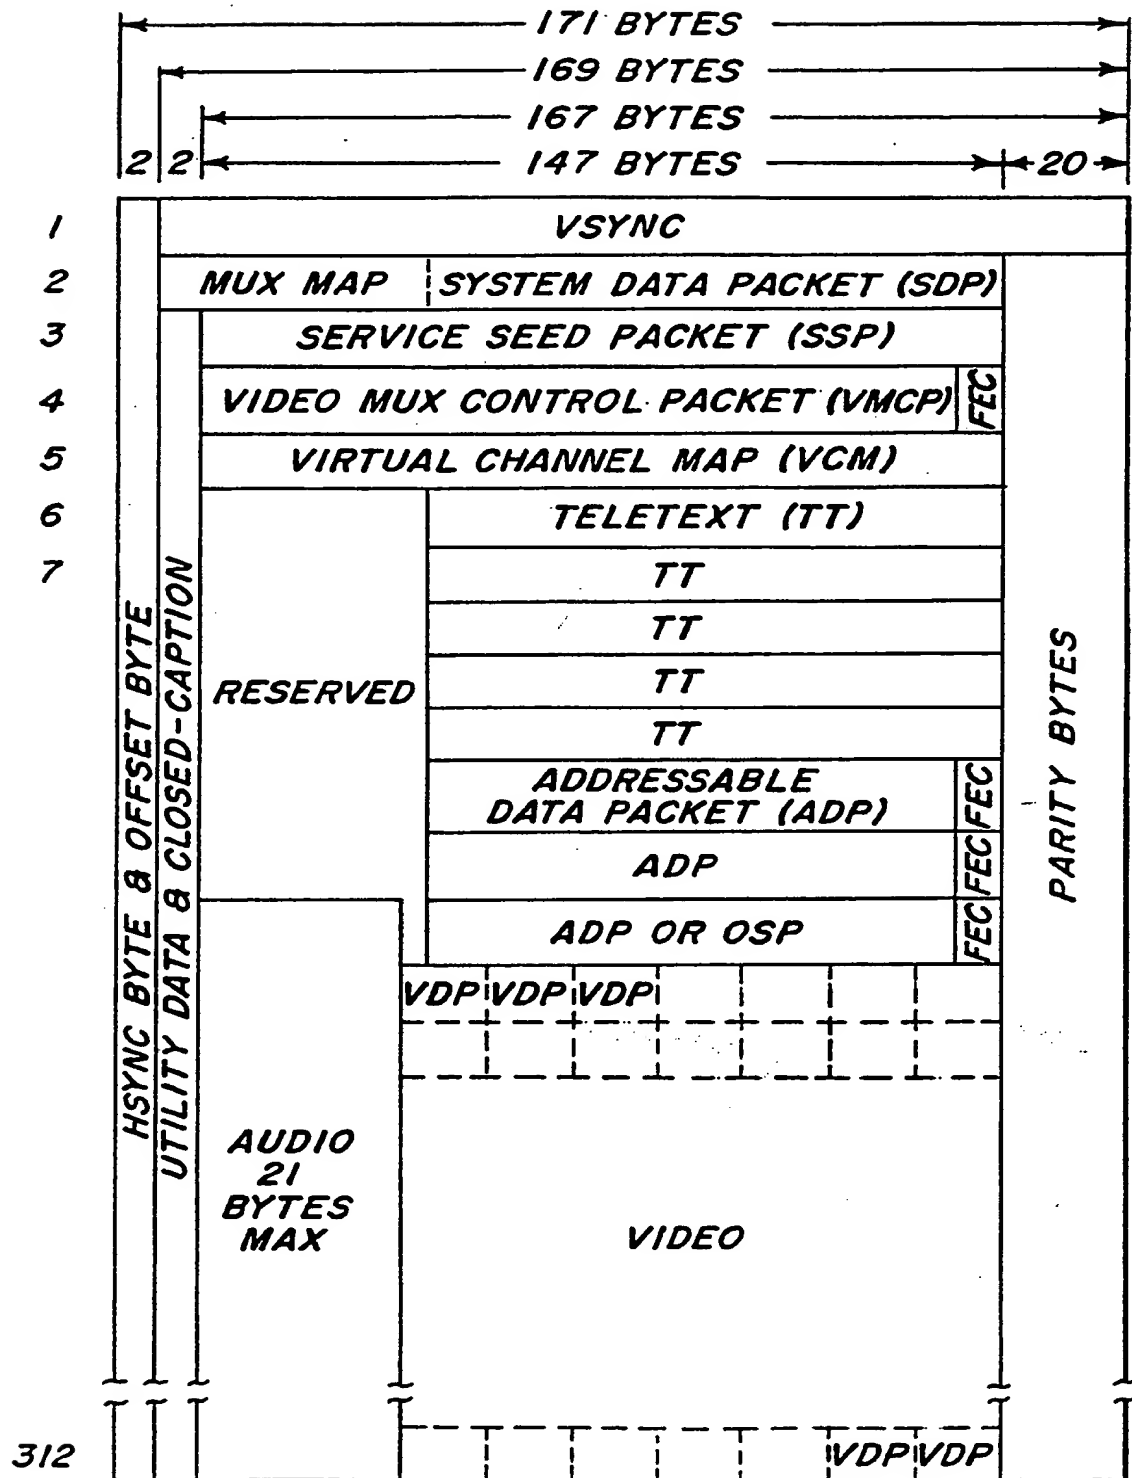 171 BYTES
169 BYTES
167 BYTES
2 2 147 BYTES 20
1 VSYNC
2 MUX MAP SYSTEM DATA PACKET (SDP)
3 SERVICE SEED PACKET (SSP)
4 VIDEO MUX CONTROL PACKET (VMCP) FEC
5 VIRTUAL CHANNEL MAP (VCM)
6 TELETEXT (TT)
7 TT
TT
TT
TT
RESERVED
ADDRESSABLE
DATA PACKET (ADP) FEC
ADP FEC
ADP OR OSP FEC
HSYNC BYTE & OFFSET BYTE
UTILITY DATA & CLOSED-CAPTION
PARITY BYTES
VDP VDP VDP
AUDIO
21
BYTES
MAX
VIDEO
312 VDP VDP